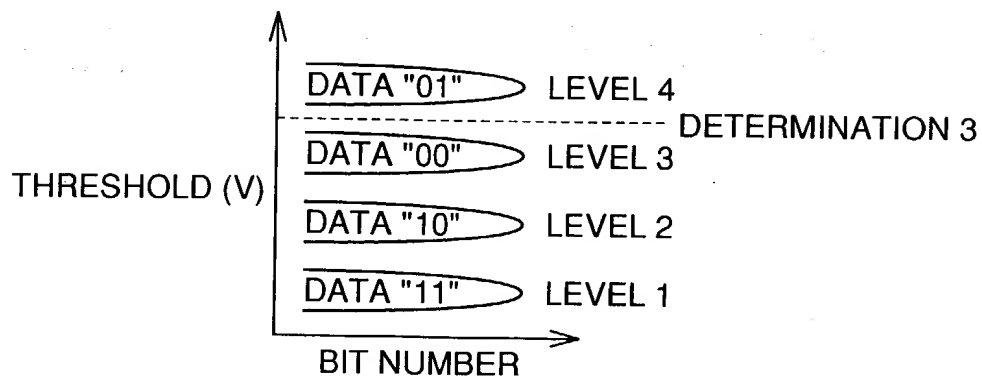 DATA "01" LEVEL 4
DETERMINATION 3
DATA "00" LEVEL 3
THRESHOLD (V)
DATA "10" LEVEL 2
DATA "11" LEVEL 1
BIT NUMBER